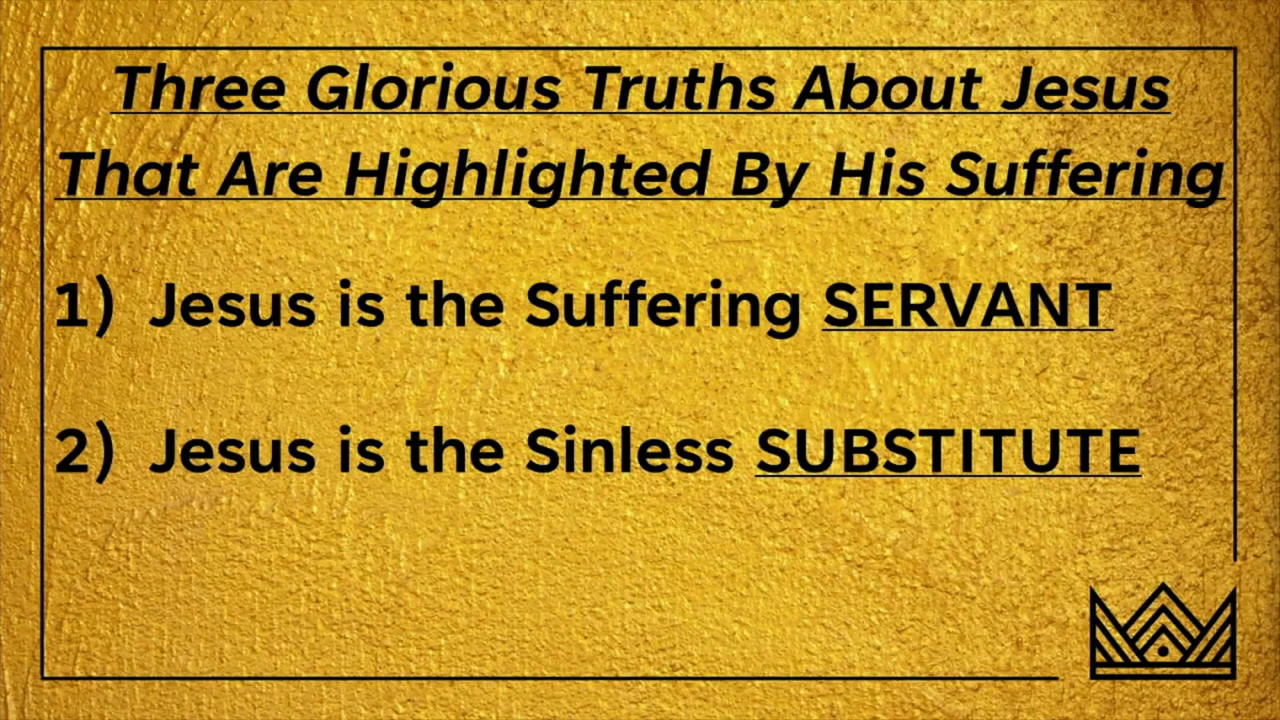 Three Glorious Truths About Jesus
That Are Highlighted By His Suffering
1) Jesus is the Suffering SERVANT
2) Jesus is the Sinless SUBSTITUTE